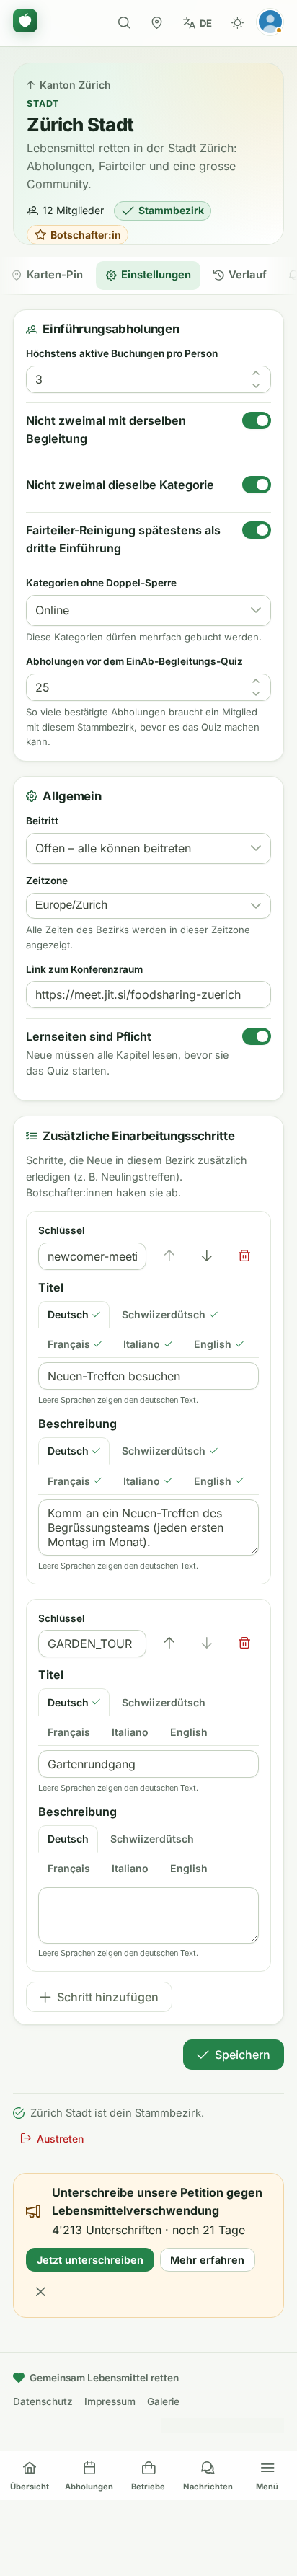 DE
Kanton Zürich
STADT
Zürich Stadt
Lebensmittel retten in der Stadt Zürich:
Abholungen, Fairteiler und eine grosse
Community.
12 Mitglieder
Stammbezirk
Botschafter:in
Karten-Pin
Einstellungen
Verlauf
Einführungsabholungen
Höchstens aktive Buchungen pro Person
3
Nicht zweimal mit derselben
Begleitung
Nicht zweimal dieselbe Kategorie
Fairteiler-Reinigung spätestens als
dritte Einführung
Kategorien ohne Doppel-Sperre
Online
Diese Kategorien dürfen mehrfach gebucht werden.
Abholungen vor dem EinAb-Begleitungs-Quiz
25
So viele bestätigte Abholungen braucht ein Mitglied
mit diesem Stammbezirk, bevor es das Quiz machen
kann.
Allgemein
Beitritt
Offen – alle können beitreten
Zeitzone
Europe/Zurich
Alle Zeiten des Bezirks werden in dieser Zeitzone
angezeigt.
Link zum Konferenzraum
https://meet.jit.si/foodsharing-zuerich
Lernseiten sind Pflicht
Neue müssen alle Kapitel lesen, bevor sie
das Quiz starten.
Zusätzliche Einarbeitungsschritte
Schritte, die Neue in diesem Bezirk zusätzlich
erledigen (z. B. Neulingstreffen).
Botschafter:innen haken sie ab.
Schlüssel
newcomer-meeti
Titel
Deutsch
Schwiizerdütsch
Français
Italiano
English
Neuen-Treffen besuchen
Leere Sprachen zeigen den deutschen Text.
Beschreibung
Deutsch
Schwiizerdütsch
Français
Italiano
English
Komm an ein Neuen-Treffen des
Begrüssungsteams (jeden ersten
Montag im Monat).
Leere Sprachen zeigen den deutschen Text.
Schlüssel
GARDEN_TOUR
Titel
Deutsch
Schwiizerdütsch
Français
Italiano
English
Gartenrundgang
Leere Sprachen zeigen den deutschen Text.
Beschreibung
Deutsch
Schwiizerdütsch
Français
Italiano
English
Leere Sprachen zeigen den deutschen Text.
Schritt hinzufügen
Speichern
Zürich Stadt ist dein Stammbezirk.
Austreten
Unterschreibe unsere Petition gegen
Lebensmittelverschwendung
4'213 Unterschriften · noch 21 Tage
Jetzt unterschreiben
Mehr erfahren
Gemeinsam Lebensmittel retten
Datenschutz
Impressum
Galerie
Übersicht
Abholungen
Betriebe
Nachrichten
Menü